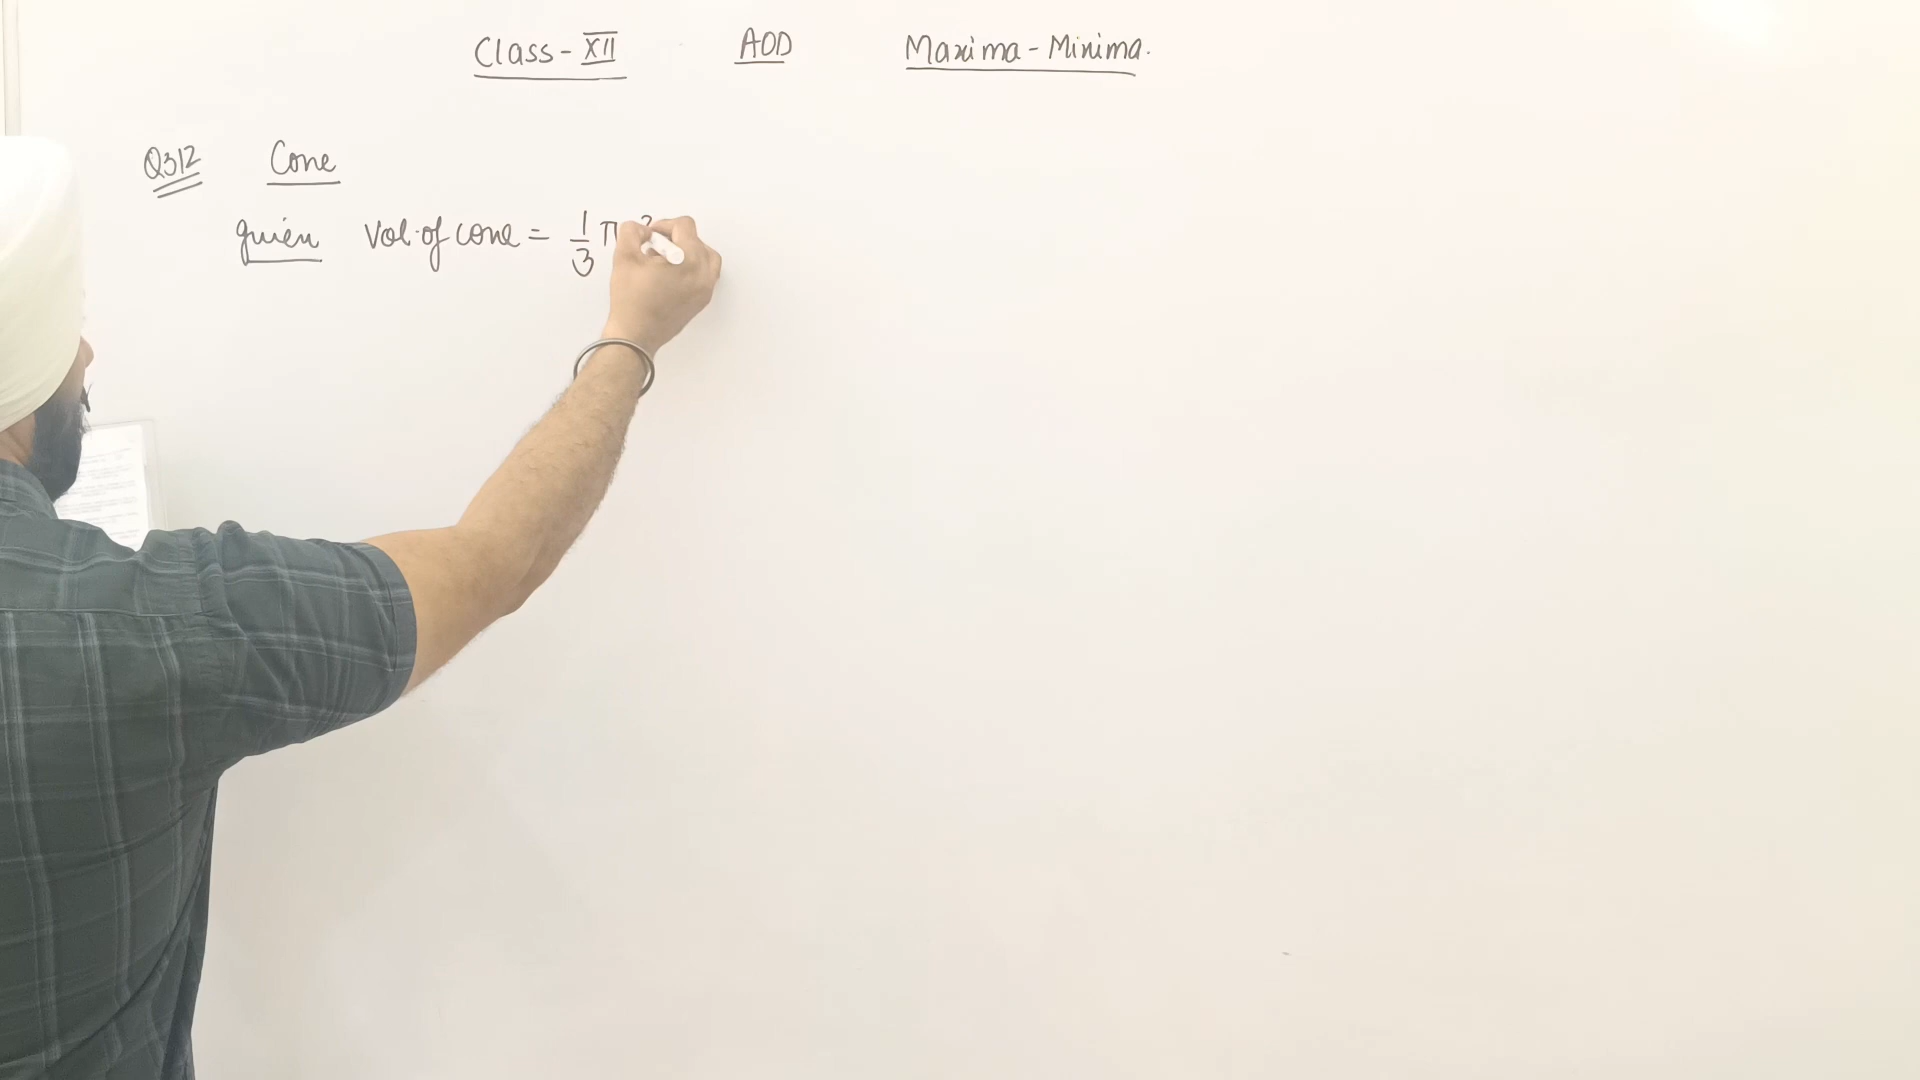 Class - XII AOD Maxima - Minima.
Q312 Cone
given Vol. of cone = 1/3 π